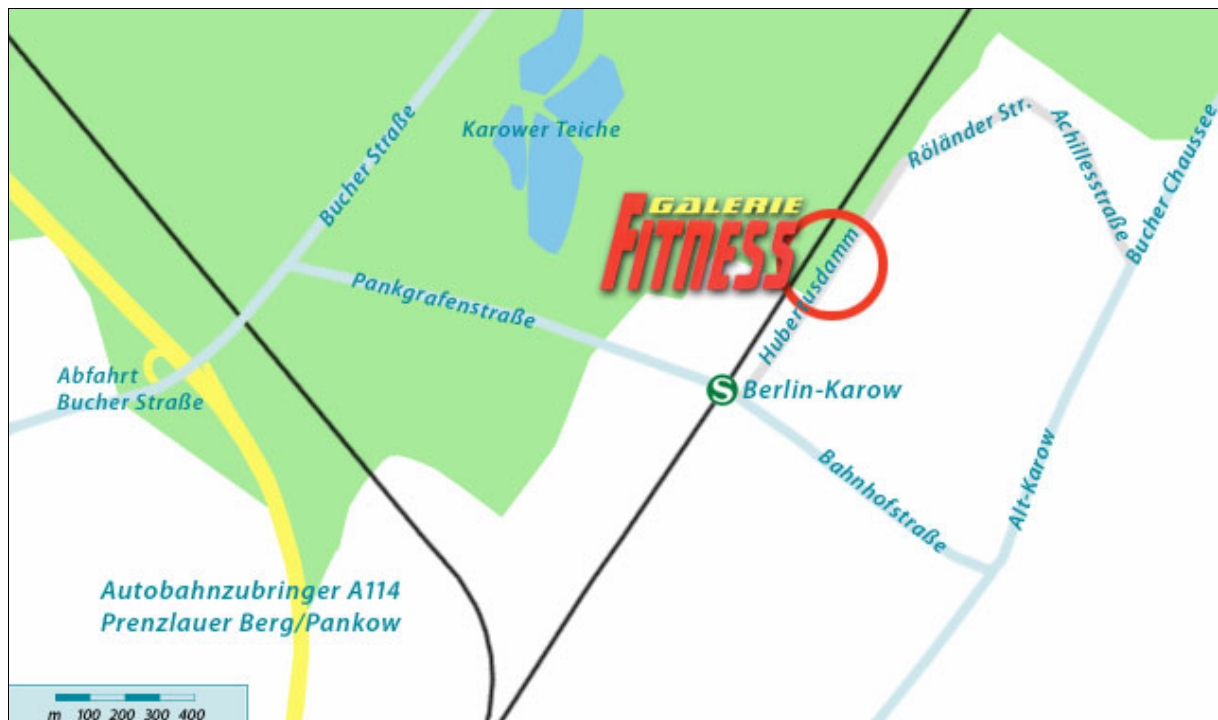 Karower Teiche
Bucher Straße
Röländer Str.
Achillesstraße
Bucher Chaussee
GALERIE
FITNESS
Hubertusdamm
Pankgrafenstraße
Abfahrt
Bucher Straße
S Berlin-Karow
Bahnhofstraße
Alt-Karow
Autobahnzubringer A114
Prenzlauer Berg/Pankow
m 100 200 300 400